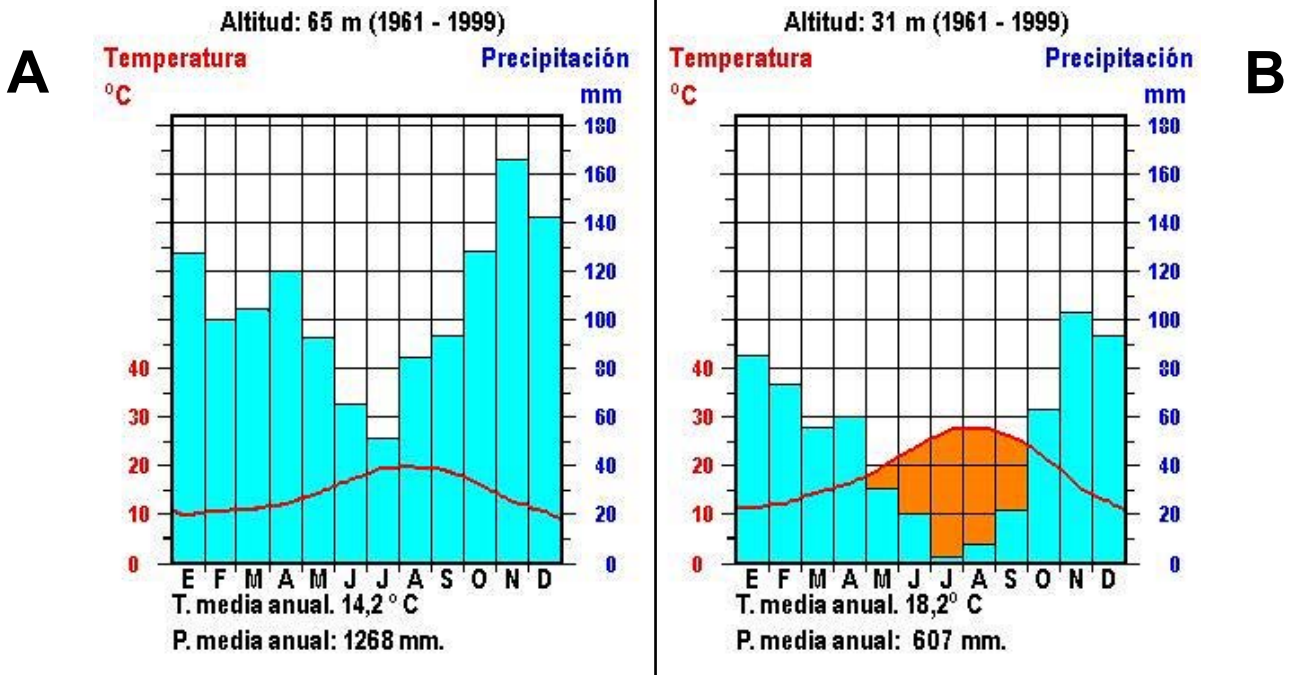 A
Altitud: 65 m (1961 - 1999)
Temperatura
Precipitación
ºC
mm
180
160
140
120
100
40
80
30
60
20
40
10
20
0
0
E F M A M J J A S O N D
T. media anual. 14,2 º C
P. media anual: 1268 mm.
B
Altitud: 31 m (1961 - 1999)
Temperatura
Precipitación
ºC
mm
180
160
140
120
100
40
80
30
60
20
40
10
20
0
0
E F M A M J J A S O N D
T. media anual. 18,2º C
P. media anual: 607 mm.